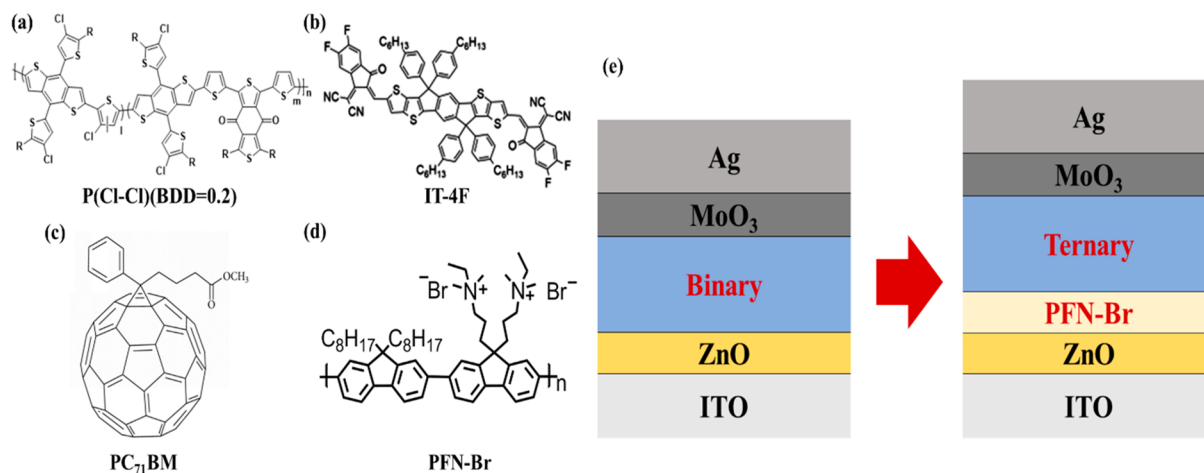 (a)
Cl
R
S
S
R
Cl
S
S
S
S
S
S
S
m
n
Cl
l
S
S
O
O
S
S
R
Cl
R
Cl
R
S
R
P(Cl-Cl)(BDD=0.2)
(b)
F
F
O
NC
CN
C₆H₁₃
C₆H₁₃
S
S
S
S
CN
CN
O
C₆H₁₃
C₆H₁₃
F
F
IT-4F
(c)
OCH₃
O
PC₇₁BM
(d)
Br⁻
N⁺
N⁺
Br⁻
C₈H₁₇
C₈H₁₇
n
PFN-Br
(e)
Ag
MoO₃
Binary
ZnO
ITO
Ag
MoO₃
Ternary
PFN-Br
ZnO
ITO